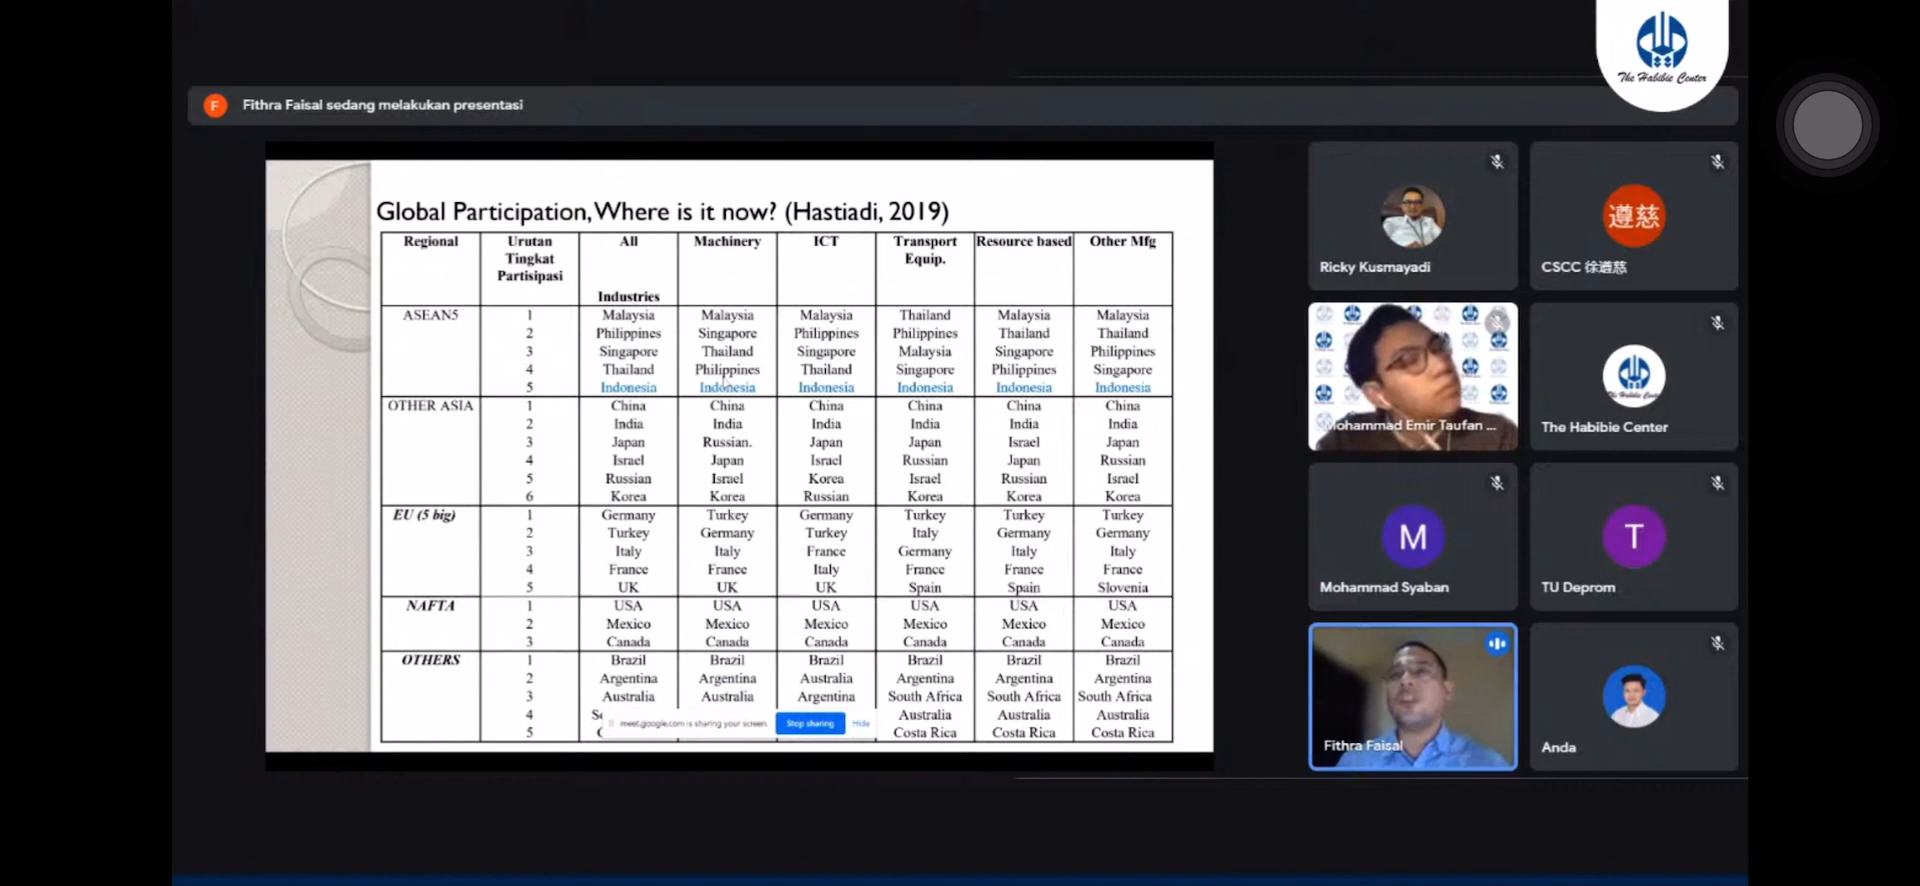 The Habibie Center
F Fithra Faisal sedang melakukan presentasi
Global Participation, Where is it now? (Hastiadi, 2019)
Regional Urutan Tingkat Partisipasi All Industries Machinery ICT Transport Equip. Resource based Other Mfg
ASEAN5 1 Malaysia Malaysia Malaysia Thailand Malaysia Malaysia
2 Philippines Singapore Philippines Philippines Thailand Thailand
3 Singapore Thailand Singapore Malaysia Singapore Philippines
4 Thailand Philippines Thailand Singapore Philippines Singapore
5 Indonesia Indonesia Indonesia Indonesia Indonesia Indonesia
OTHER ASIA 1 China China China China China China
2 India India India India India India
3 Japan Russian. Japan Japan Israel Japan
4 Israel Japan Israel Russian Japan Russian
5 Russian Israel Korea Israel Russian Israel
6 Korea Korea Russian Korea Korea Korea
EU (5 big) 1 Germany Turkey Germany Turkey Turkey Turkey
2 Turkey Germany Turkey Italy Germany Germany
3 Italy Italy France Germany Italy Italy
4 France France Italy France France France
5 UK UK UK Spain Spain Slovenia
NAFTA 1 USA USA USA USA USA USA
2 Mexico Mexico Mexico Mexico Mexico Mexico
3 Canada Canada Canada Canada Canada Canada
OTHERS 1 Brazil Brazil Brazil Brazil Brazil Brazil
2 Argentina Argentina Australia Argentina Argentina Argentina
3 Australia Australia Argentina South Africa South Africa South Africa
4 Australia Australia Australia
5 Costa Rica Costa Rica Costa Rica
meet.google.com is sharing your screen. Stop sharing Hide
Ricky Kusmayadi
遵慈
CSCC 徐遵慈
Mohammad Emir Taufan ...
The Habibie Center
The Habibie Center
M
Mohammad Syaban
T
TU Deprom
Fithra Faisal
Anda